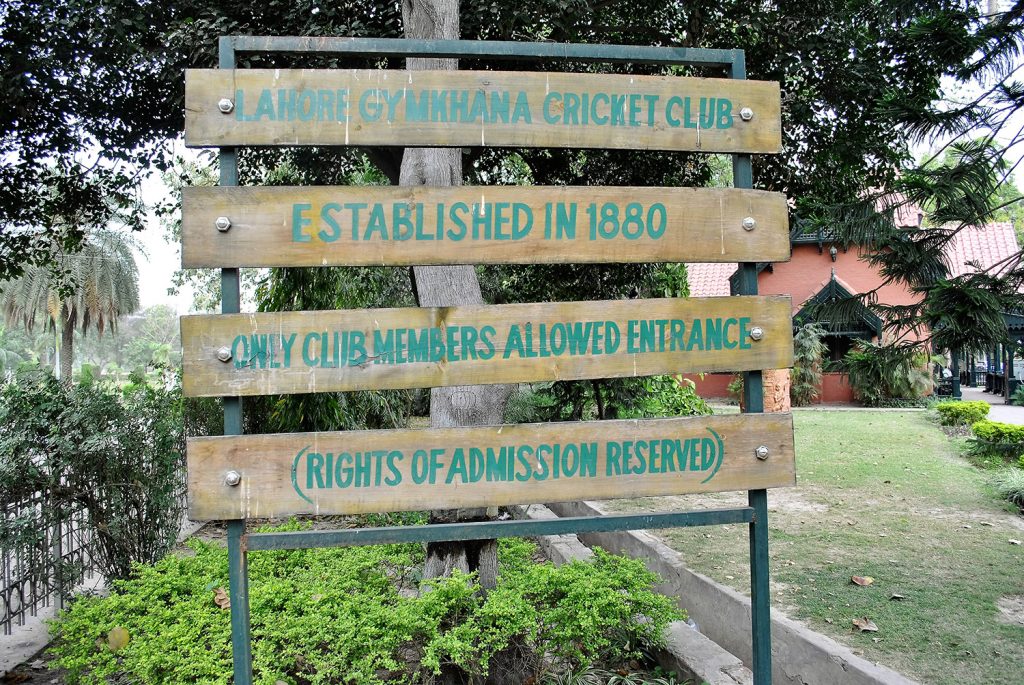 LAHORE GYMKHANA CRICKET CLUB
ESTABLISHED IN 1880
ONLY CLUB MEMBERS ALLOWED ENTRANCE
(RIGHTS OF ADMISSION RESERVED)